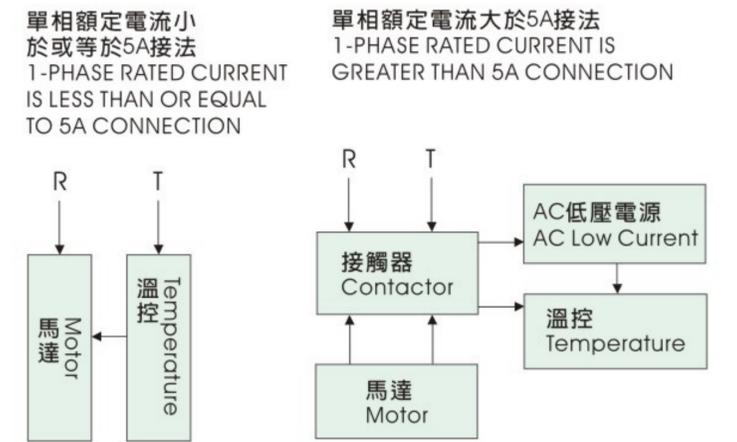 單相額定電流小
於或等於5A接法
1-PHASE RATED CURRENT
IS LESS THAN OR EQUAL
TO 5A CONNECTION
R
T
馬達
Motor
溫控
Temperature
單相額定電流大於5A接法
1-PHASE RATED CURRENT IS
GREATER THAN 5A CONNECTION
R
T
接觸器
Contactor
AC低壓電源
AC Low Current
溫控
Temperature
馬達
Motor